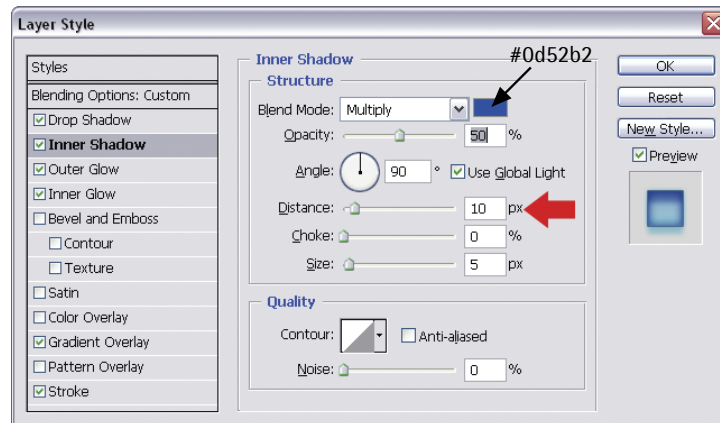 Layer Style
Styles
Blending Options: Custom
Drop Shadow
Inner Shadow
Outer Glow
Inner Glow
Bevel and Emboss
Contour
Texture
Satin
Color Overlay
Gradient Overlay
Pattern Overlay
Stroke
Inner Shadow
#0d52b2
Structure
Blend Mode: Multiply
Opacity: 50 %
Angle: 90 ° Use Global Light
Distance: 10 px
Choke: 0 %
Size: 5 px
Quality
Contour: Anti-aliased
Noise: 0 %
OK
Reset
New Style...
Preview